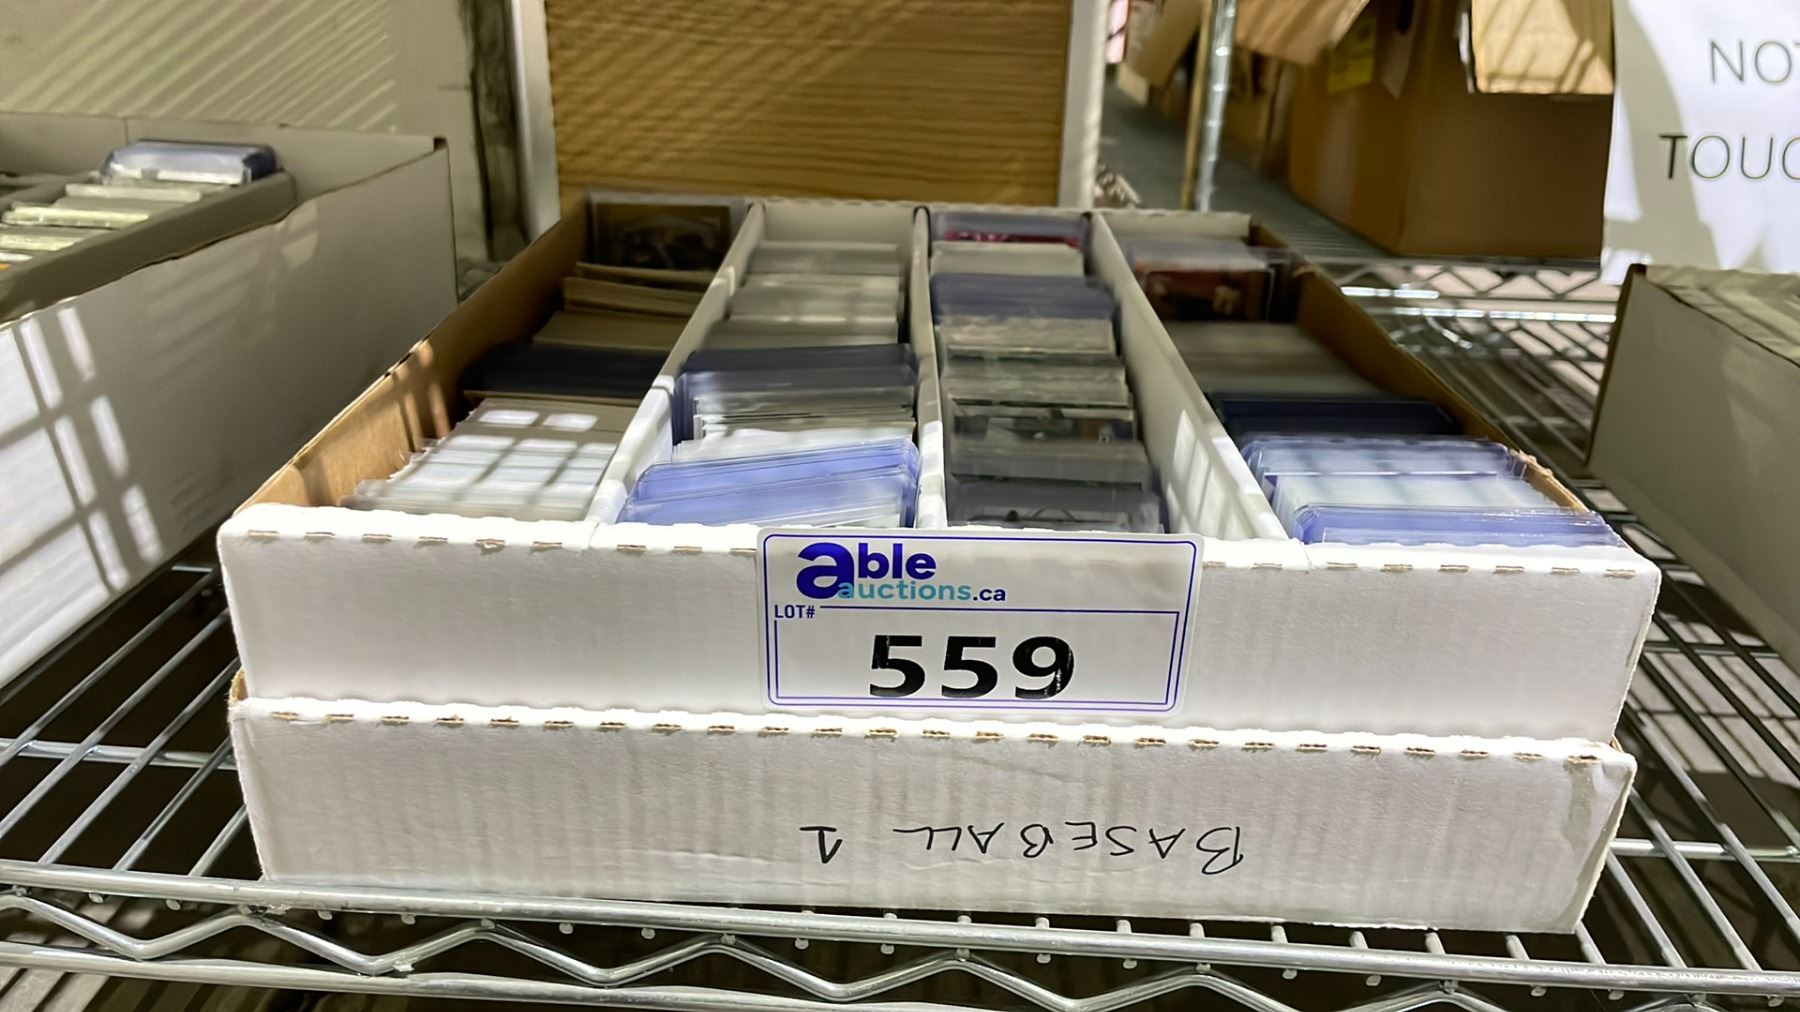 able
auctions.ca
LOT#
559
BASEBALL 1
NOT
TOUC